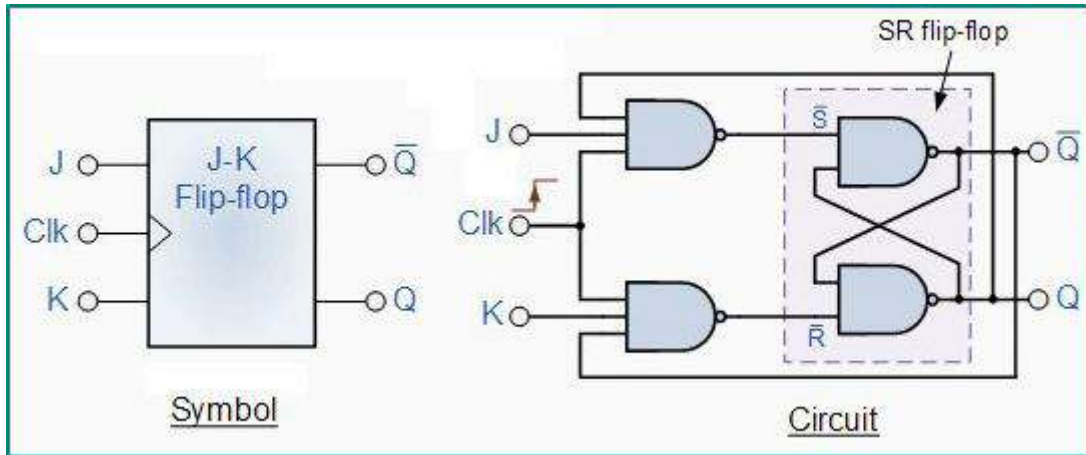 SR flip-flop
J
J-K
Flip-flop
Q̅
Clk
K
Q
Symbol
J
S̅
Q̅
Clk
K
R̅
Q
Circuit